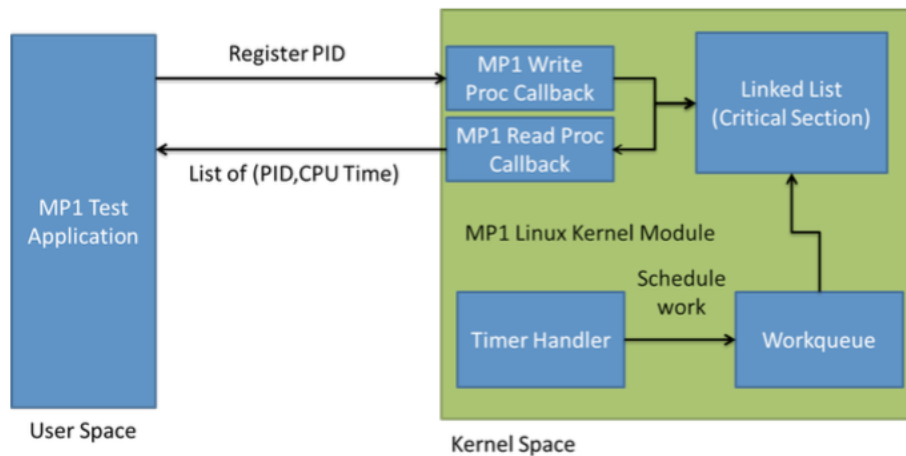 Register PID
MP1 Write
Proc Callback
Linked List
(Critical Section)
MP1 Read Proc
Callback
List of (PID,CPU Time)
MP1 Test
Application
MP1 Linux Kernel Module
Schedule
work
Timer Handler
Workqueue
User Space
Kernel Space